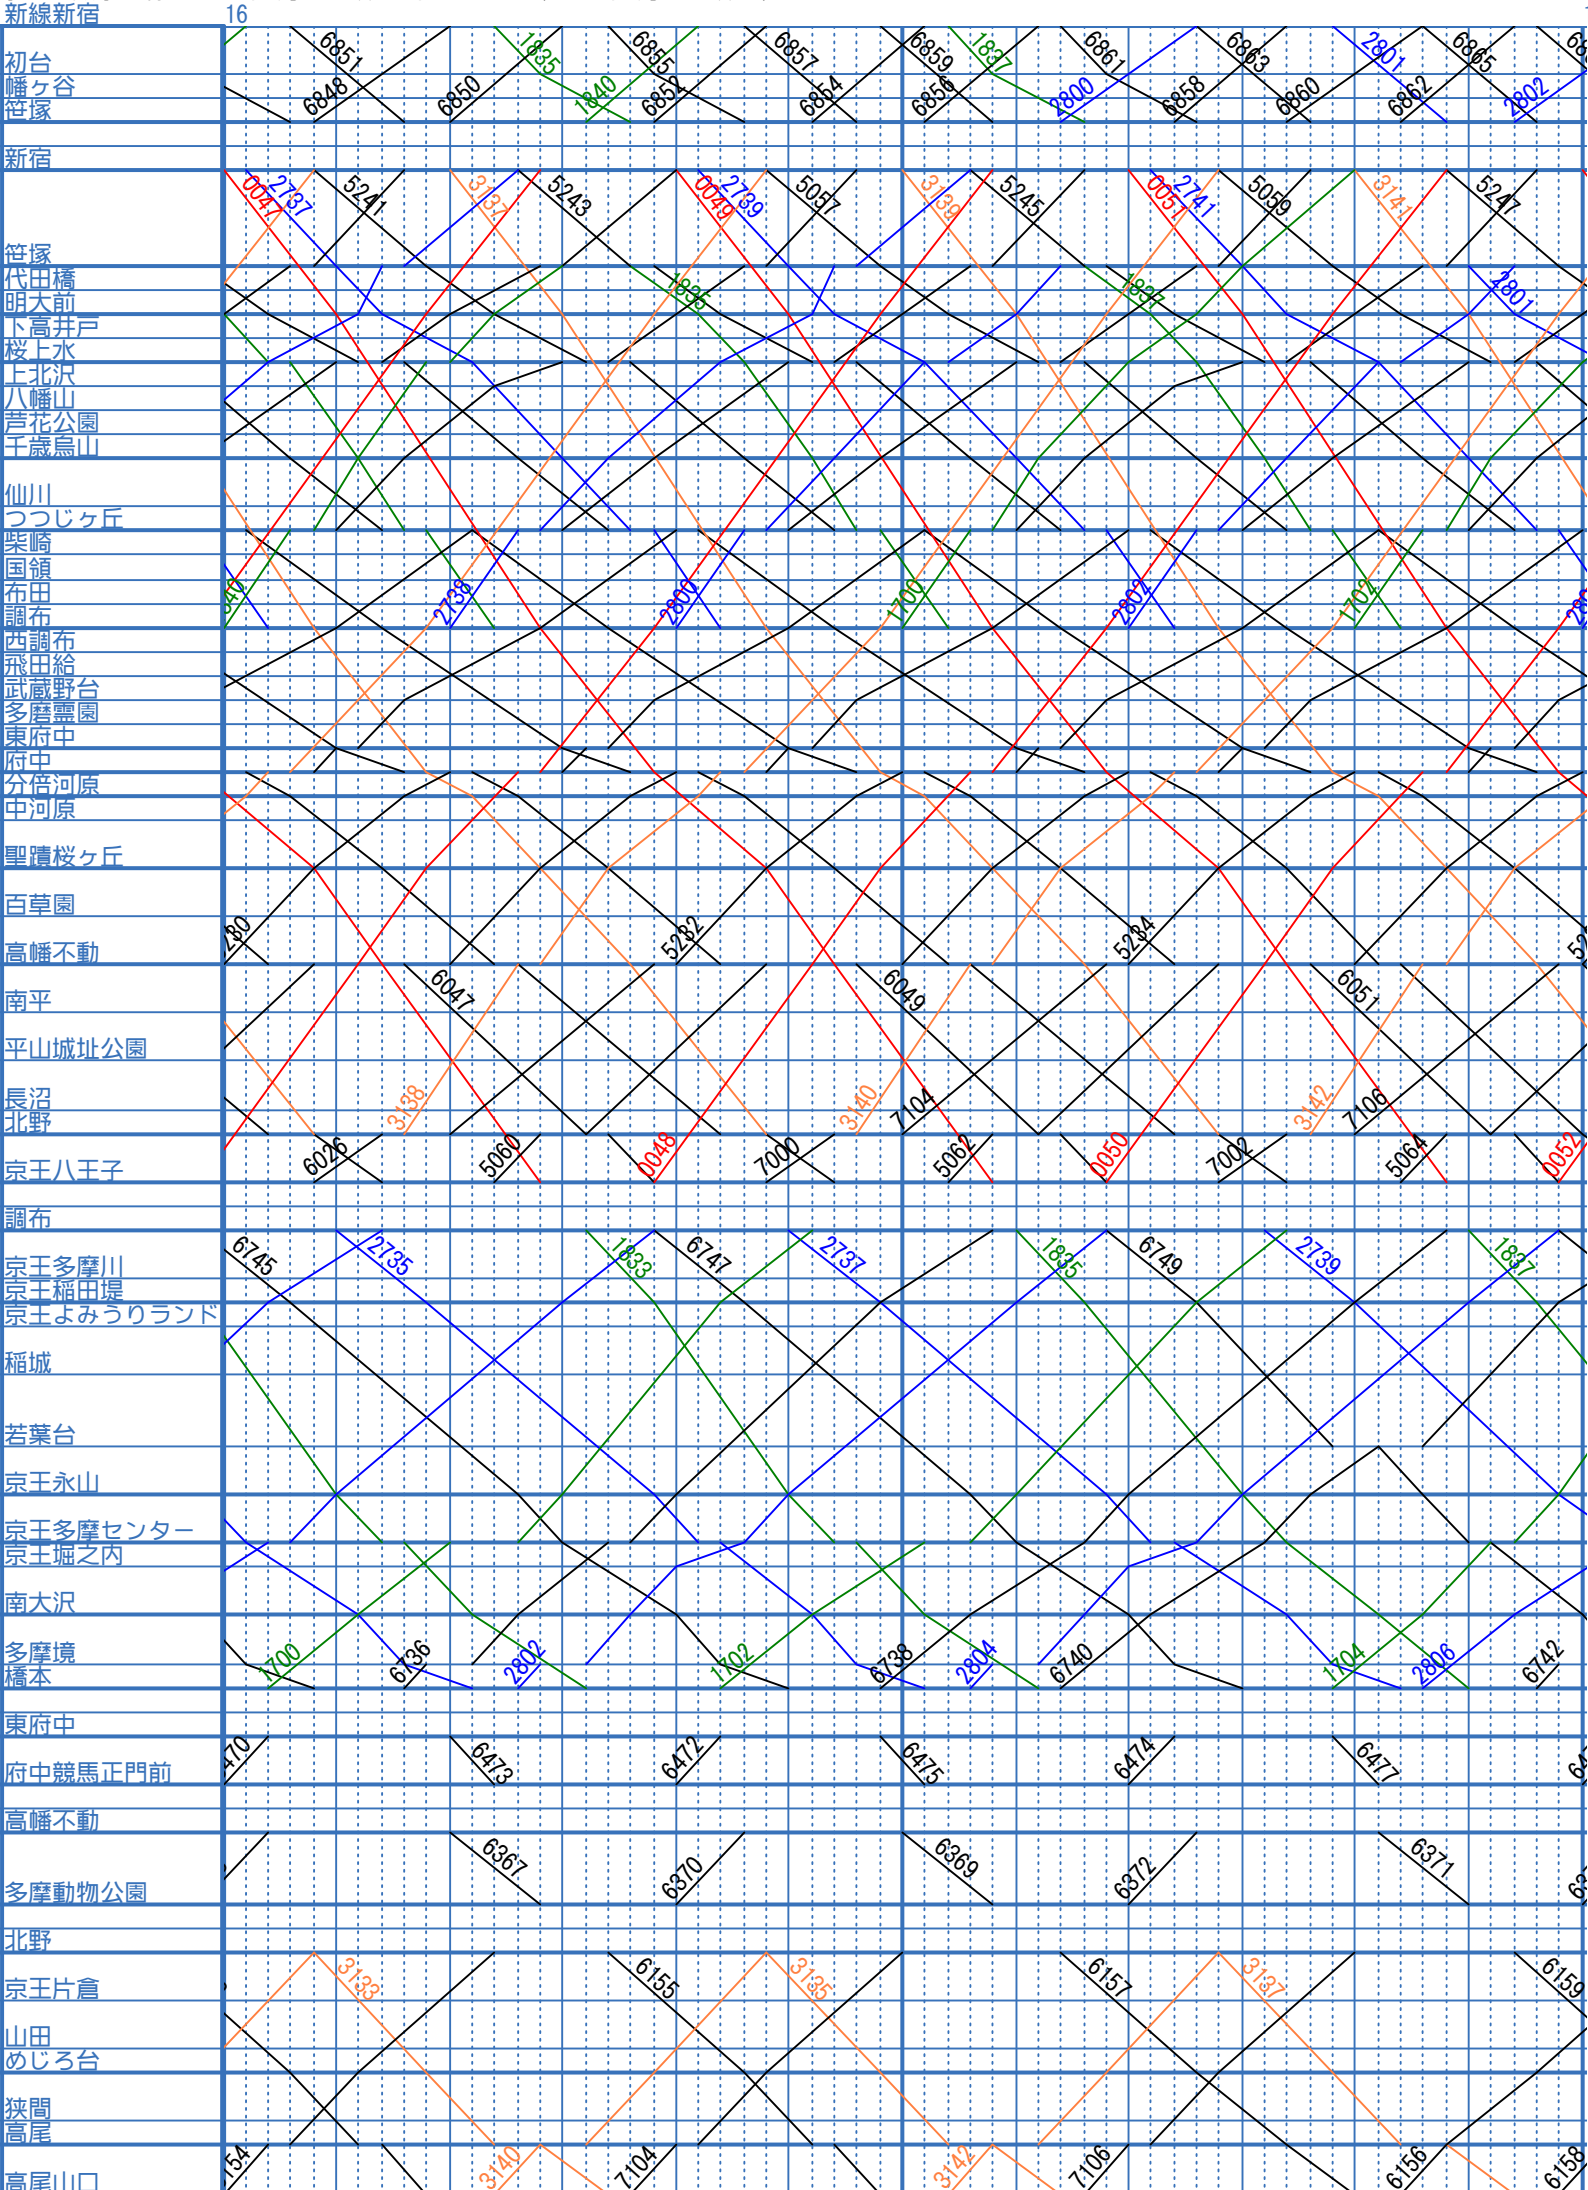 新線新宿 16
初台 6851 1835 6855 6857 6859 1837 6861 6863 2801 6865
幡ヶ谷 6848 6850 1840 6852 6854 6856 2800 6858 6860 6862 2802
笹塚
新宿
0047 2737 5241 3137 5243 0049 2739 5057 3139 5245 0051 2741 5059 3141 5247
笹塚
代田橋 1835 1837 2801
明大前
下高井戸
桜上水
上北沢
八幡山
芦花公園
千歳烏山
仙川
つつじヶ丘
柴崎
国領
布田 2738 2800 1700 2802 1702
調布
西調布
飛田給
武蔵野台
多磨霊園
東府中
府中
分倍河原
中河原
聖蹟桜ヶ丘
百草園
高幡不動 5232 5234
南平 6047 6049 6051
平山城址公園
長沼 3138 3140 7104 3142 7106
北野
京王八王子 6026 5060 0048 7000 5062 0050 7002 5064 0052
調布
京王多摩川 6745 2735 1833 6747 2737 1835 6749 2739 1837
京王稲田堤
京王よみうりランド
稲城
若葉台
京王永山
京王多摩センター
京王堀之内
南大沢
多摩境 1700 6736 2802 1702 6738 2804 6740 1704 2806 6742
橋本
東府中
府中競馬正門前 6473 6472 6475 6474 6477
高幡不動
多摩動物公園 6367 6370 6369 6372 6371
北野
京王片倉 3133 6155 3135 6157 3137 6159
山田
めじろ台
狭間
高尾
高尾山口 3140 7104 3142 7106 6156 6158